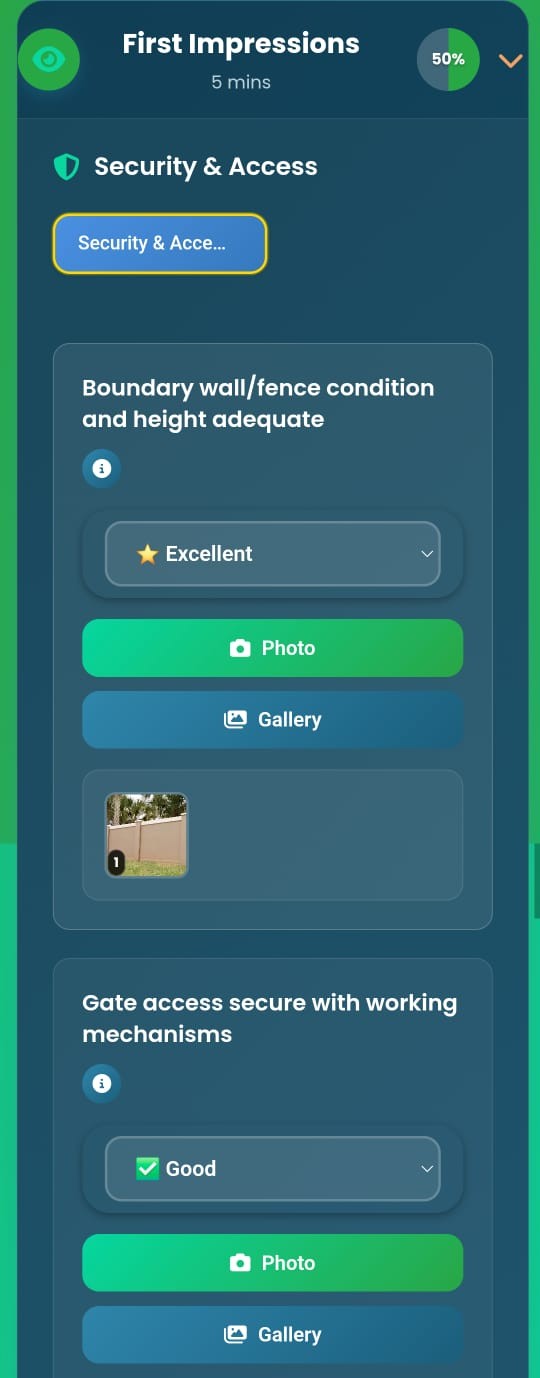 First Impressions
5 mins
50%
Security & Access
Security & Acce...
Boundary wall/fence condition
and height adequate
Excellent
Photo
Gallery
1
Gate access secure with working
mechanisms
Good
Photo
Gallery